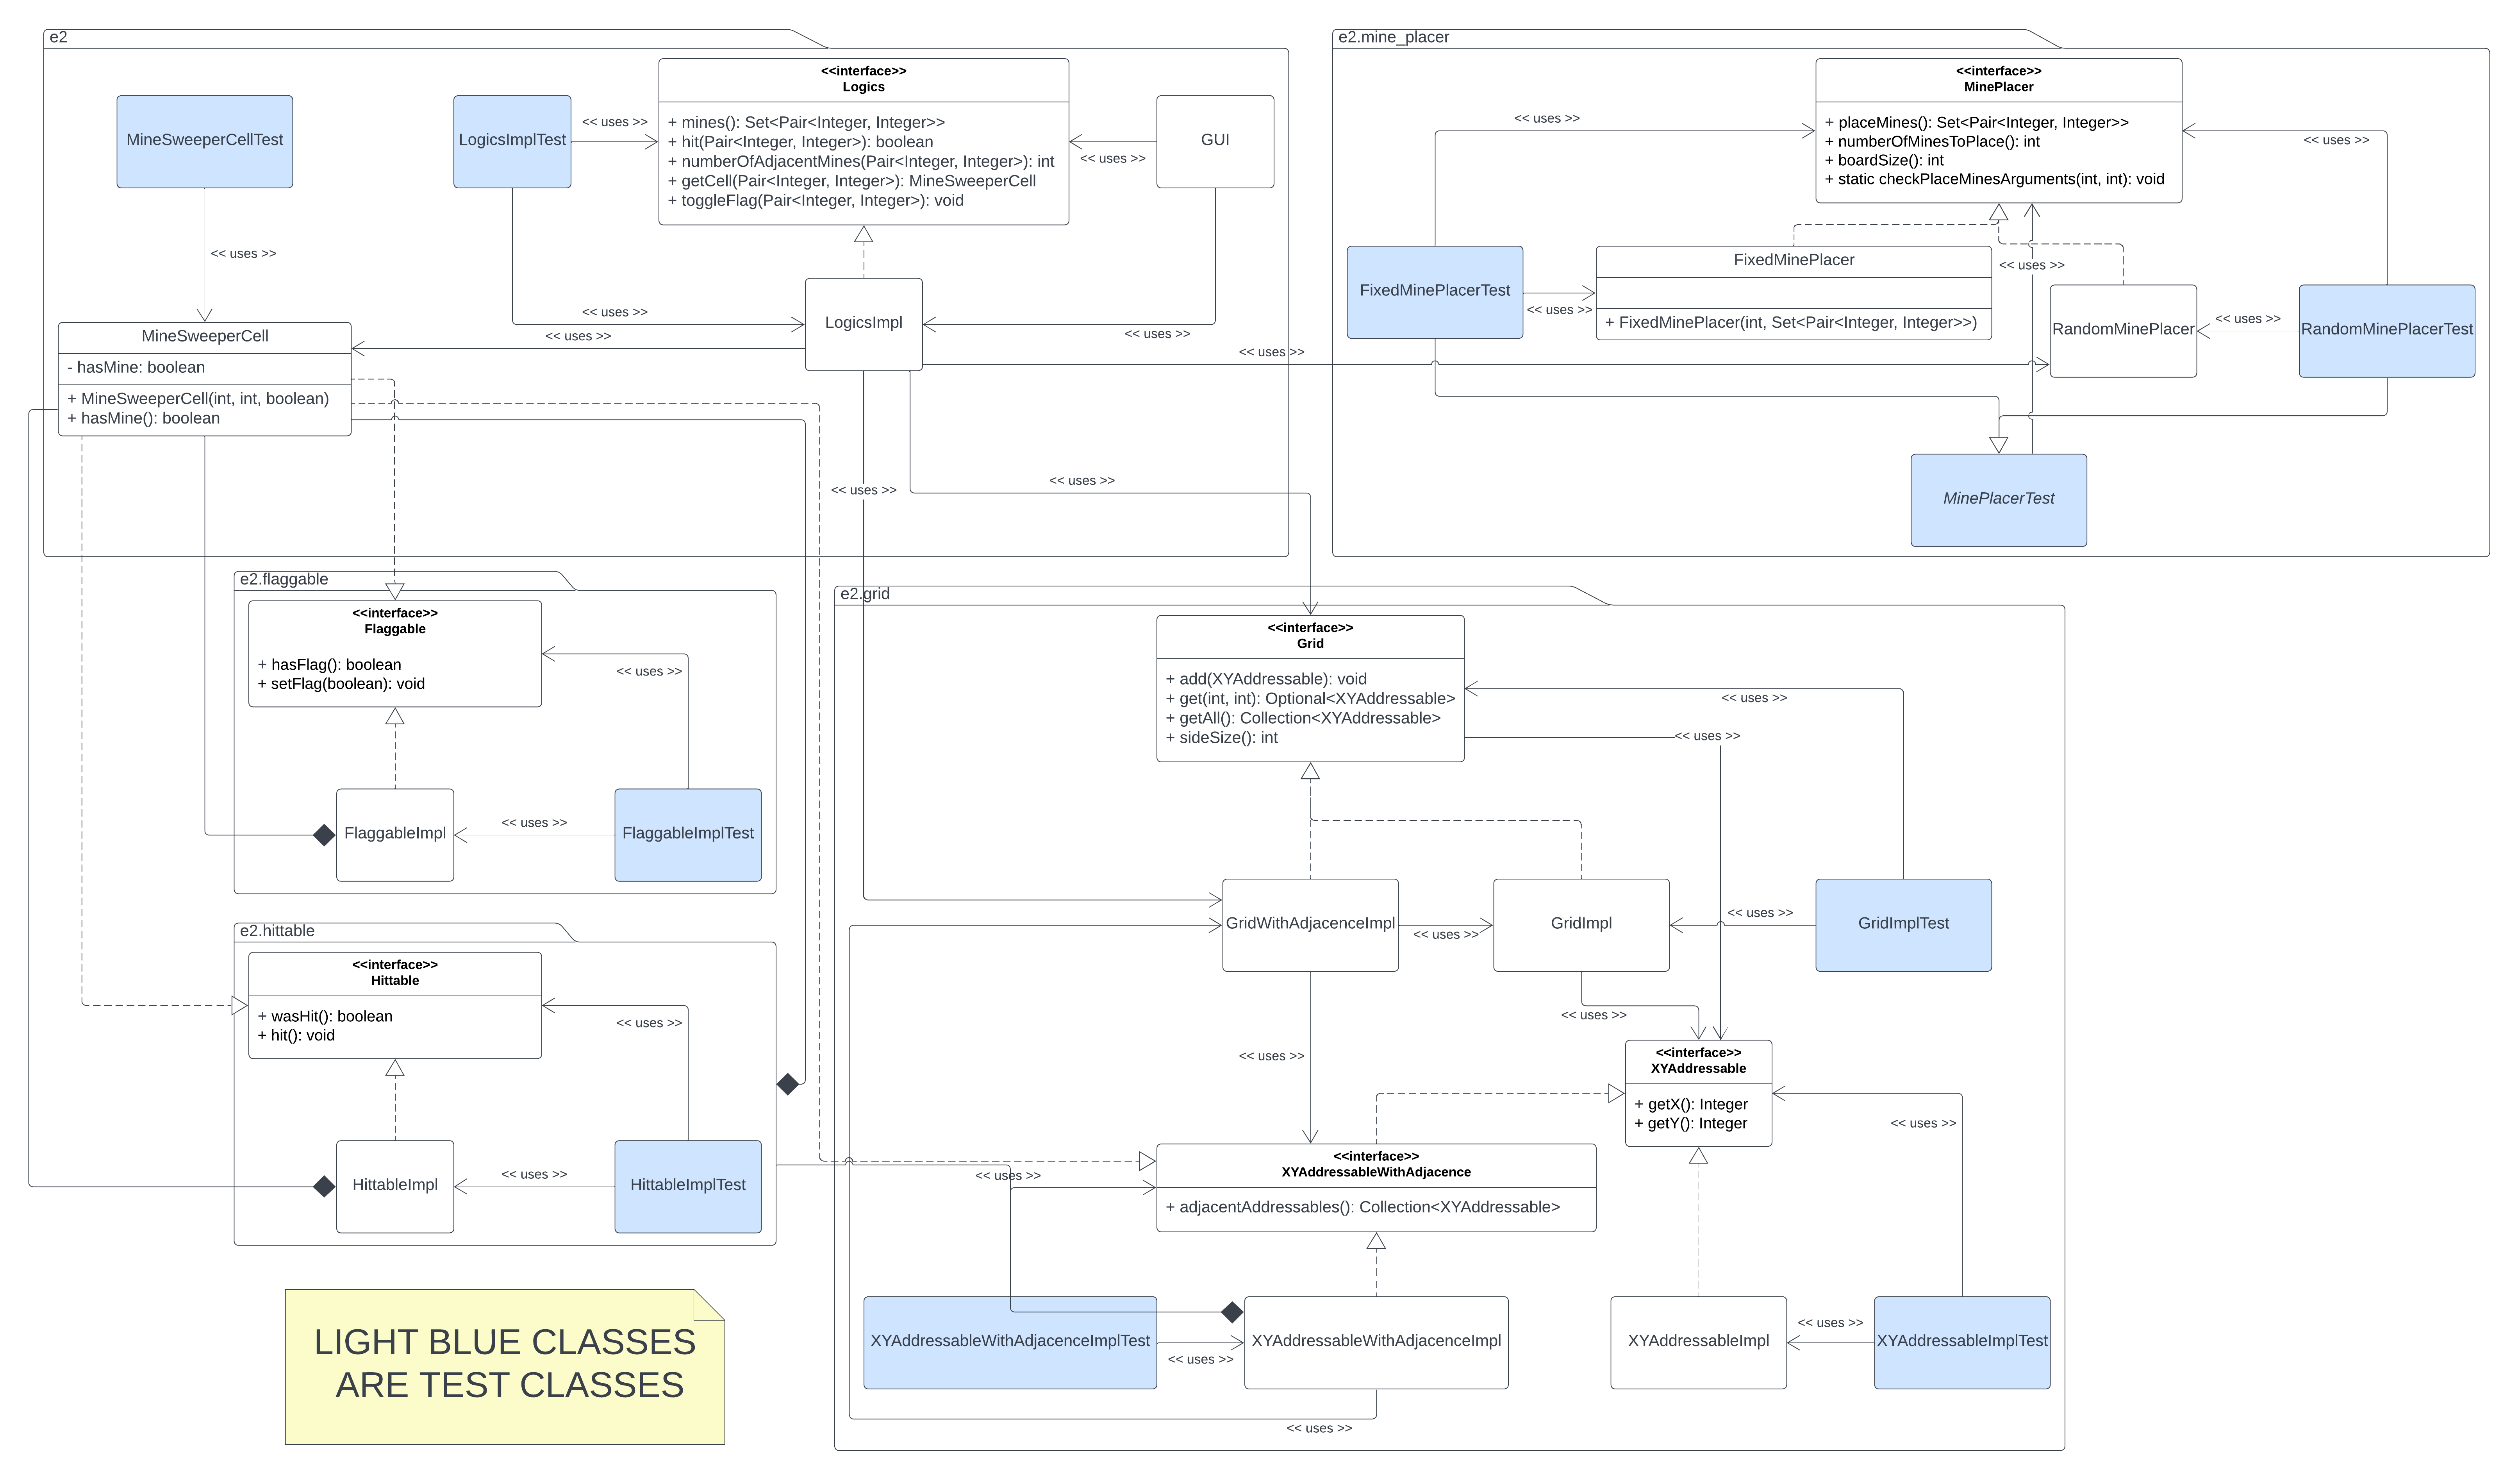 e2
MineSweeperCellTest
LogicsImplTest
<< uses >>
<<interface>>
Logics
+ mines(): Set<Pair<Integer, Integer>>
+ hit(Pair<Integer, Integer>): boolean
+ numberOfAdjacentMines(Pair<Integer, Integer>): int
+ getCell(Pair<Integer, Integer>): MineSweeperCell
+ toggleFlag(Pair<Integer, Integer>): void
<< uses >>
GUI
<< uses >>
<< uses >>
<< uses >>
LogicsImpl
<< uses >>
<< uses >>
MineSweeperCell
- hasMine: boolean
+ MineSweeperCell(int, int, boolean)
+ hasMine(): boolean
<< uses >>
<< uses >>
e2.mine_placer
<<interface>>
MinePlacer
+ placeMines(): Set<Pair<Integer, Integer>>
+ numberOfMinesToPlace(): int
+ boardSize(): int
+ static checkPlaceMinesArguments(int, int): void
<< uses >>
<< uses >>
<< uses >>
FixedMinePlacerTest
<< uses >>
FixedMinePlacer
+ FixedMinePlacer(int, Set<Pair<Integer, Integer>>)
RandomMinePlacer
<< uses >>
RandomMinePlacerTest
MinePlacerTest
e2.flaggable
<<interface>>
Flaggable
+ hasFlag(): boolean
+ setFlag(boolean): void
<< uses >>
FlaggableImpl
<< uses >>
FlaggableImplTest
e2.hittable
<<interface>>
Hittable
+ wasHit(): boolean
+ hit(): void
<< uses >>
HittableImpl
<< uses >>
HittableImplTest
e2.grid
<<interface>>
Grid
+ add(XYAddressable): void
+ get(int, int): Optional<XYAddressable>
+ getAll(): Collection<XYAddressable>
+ sideSize(): int
<< uses >>
<< uses >>
GridWithAdjacenceImpl
<< uses >>
GridImpl
<< uses >>
GridImplTest
<< uses >>
<< uses >>
<<interface>>
XYAddressable
+ getX(): Integer
+ getY(): Integer
<< uses >>
<< uses >>
<<interface>>
XYAddressableWithAdjacence
+ adjacentAddressables(): Collection<XYAddressable>
XYAddressableWithAdjacenceImplTest
<< uses >>
XYAddressableWithAdjacenceImpl
XYAddressableImpl
<< uses >>
XYAddressableImplTest
<< uses >>
LIGHT BLUE CLASSES
ARE TEST CLASSES